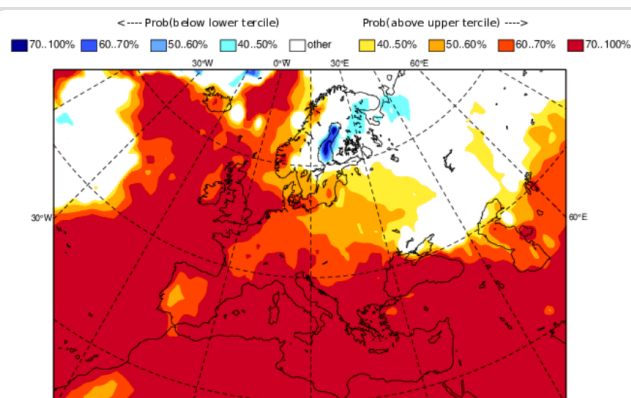 <---- Prob(below lower tercile) Prob(above upper tercile) ---->
70..100% 60..70% 50..60% 40..50% other 40..50% 50..60% 60..70% 70..100%
30°W 0°W 30°E 60°E
30°W 60°E